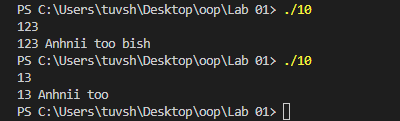 PS C:\Users\tuvsh\Desktop\oop\Lab 01> ./10
123
123 Anhnii too bish
PS C:\Users\tuvsh\Desktop\oop\Lab 01> ./10
13
13 Anhnii too
PS C:\Users\tuvsh\Desktop\oop\Lab 01>